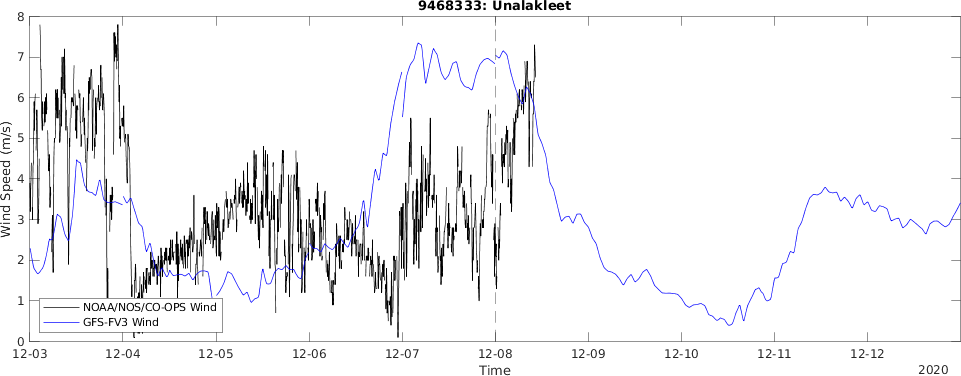 9468333: Unalakleet
8
7
6
5
4
3
2
1
0
Wind Speed (m/s)
NOAA/NOS/CO-OPS Wind
GFS-FV3 Wind
12-03 12-04 12-05 12-06 12-07 12-08 12-09 12-10 12-11 12-12
Time
2020